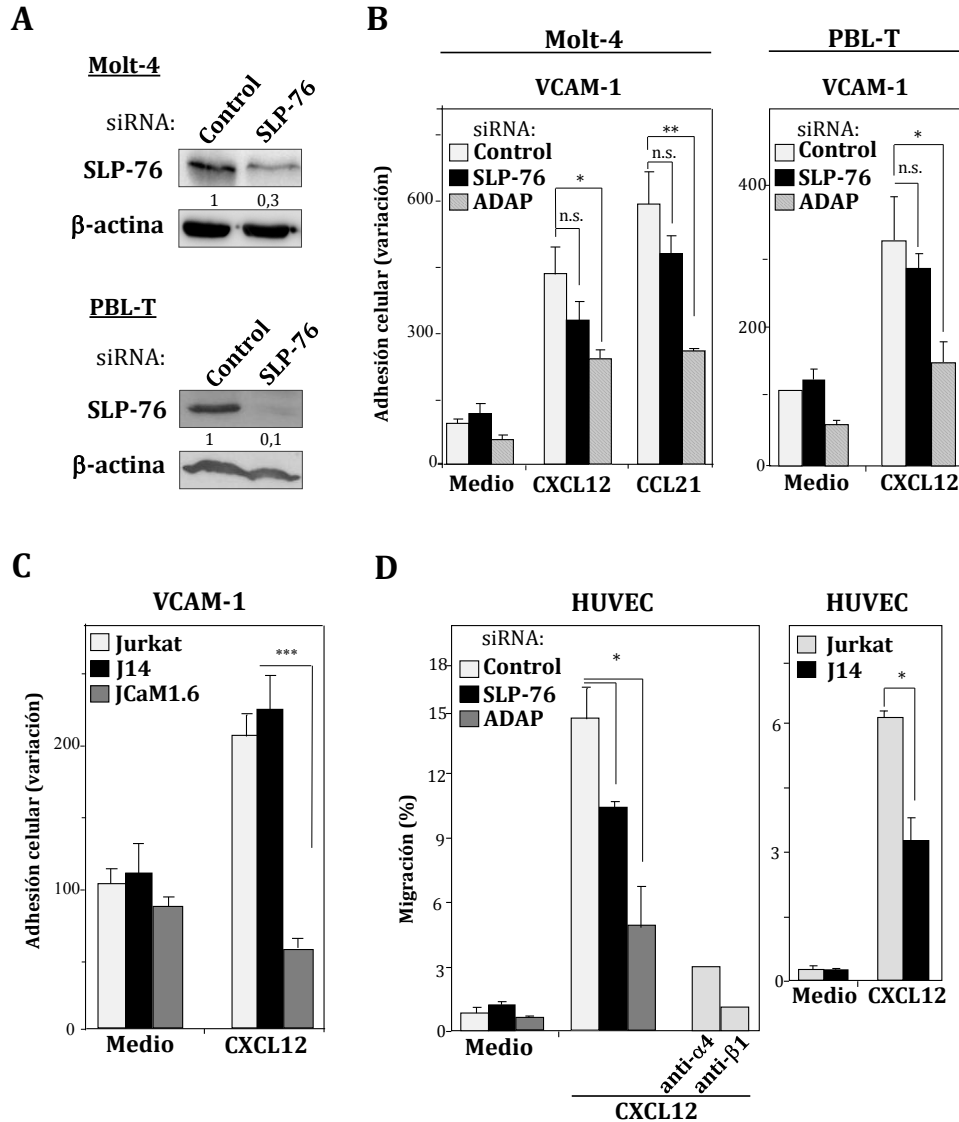 A
Molt-4
siRNA:
Control
SLP-76
SLP-76
1 0,3
β-actina
PBL-T
siRNA:
Control
SLP-76
SLP-76
1 0,1
β-actina
B
Molt-4
VCAM-1
siRNA:
Control
SLP-76
ADAP
Adhesión celular (variación)
600
300
0
n.s.
*
n.s.
**
Medio CXCL12 CCL21
PBL-T
VCAM-1
siRNA:
Control
SLP-76
ADAP
400
200
0
n.s.
*
Medio CXCL12
C
VCAM-1
Jurkat
J14
JCaM1.6
***
Adhesión celular (variación)
200
100
0
Medio CXCL12
D
HUVEC
siRNA:
Control
SLP-76
ADAP
*
Migración (%)
18
15
12
9
6
3
0
Medio
anti-α4
anti-β1
CXCL12
HUVEC
Jurkat
J14
*
6
3
0
Medio CXCL12